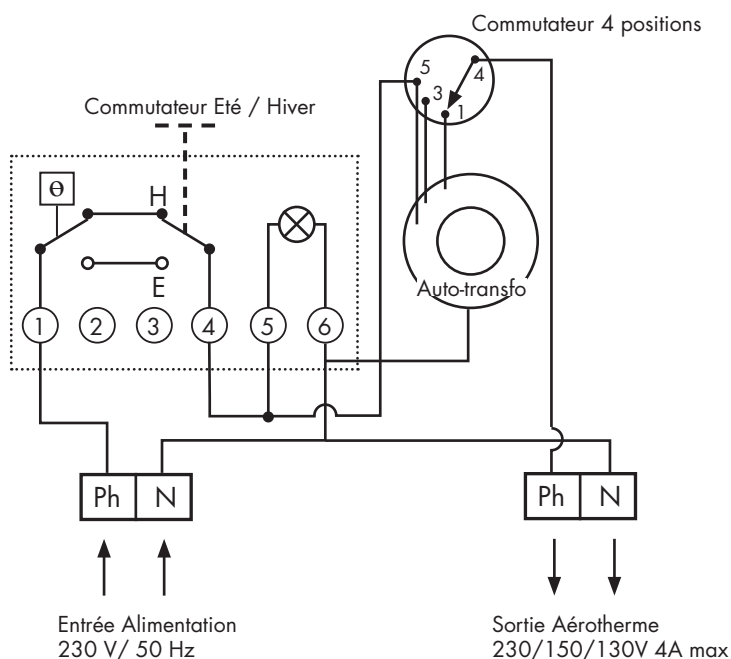 Commutateur 4 positions
5
4
3
1
Commutateur Eté / Hiver
Θ
H
E
Auto-transfo
1 2 3 4 5 6
Ph N
Ph N
Entrée Alimentation
230 V/ 50 Hz
Sortie Aérotherme
230/150/130V 4A max